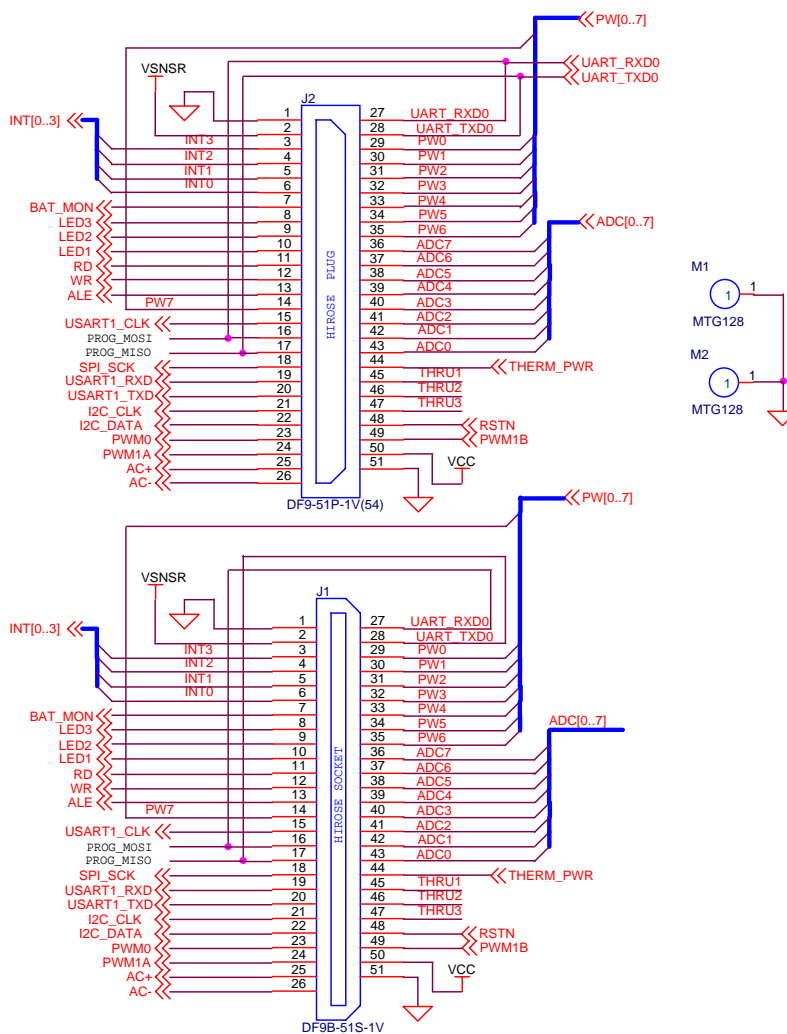 PW[0..7]
UART_RXD0
UART_TXD0
VSNSR
J2
INT[0..3]
1 27 UART_RXD0
2 28 UART_TXD0
INT3 3 29 PW0
INT2 4 30 PW1
INT1 5 31 PW2
INT0 6 32 PW3
BAT_MON 7 33 PW4
LED3 8 34 PW5
LED2 9 35 PW6
LED1 10 36 ADC7
RD 11 37 ADC6
WR 12 38 ADC5
ALE 13 39 ADC4
PW7 14 40 ADC3
USART1_CLK 15 41 ADC2
PROG_MOSI 16 42 ADC1
PROG_MISO 17 43 ADC0
SPI_SCK 18 44 THERM_PWR
USART1_RXD 19 45 THRU1
USART1_TXD 20 46 THRU2
I2C_CLK 21 47 THRU3
I2C_DATA 22 48 RSTN
PWM0 23 49 PWM1B
PWM1A 24 50
AC+ 25 51 VCC
AC- 26
HIROSE PLUG
DF9-51P-1V(54)
ADC[0..7]
M1
1 1
MTG128
M2
1 1
MTG128
PW[0..7]
VSNSR
J1
INT[0..3]
1 27 UART_RXD0
2 28 UART_TXD0
INT3 3 29 PW0
INT2 4 30 PW1
INT1 5 31 PW2
INT0 6 32 PW3
BAT_MON 7 33 PW4
LED3 8 34 PW5
LED2 9 35 PW6
LED1 10 36 ADC7
RD 11 37 ADC6
WR 12 38 ADC5
ALE 13 39 ADC4
PW7 14 40 ADC3
USART1_CLK 15 41 ADC2
PROG_MOSI 16 42 ADC1
PROG_MISO 17 43 ADC0
SPI_SCK 18 44 THERM_PWR
USART1_RXD 19 45 THRU1
USART1_TXD 20 46 THRU2
I2C_CLK 21 47 THRU3
I2C_DATA 22 48 RSTN
PWM0 23 49 PWM1B
PWM1A 24 50
AC+ 25 51 VCC
AC- 26
HIROSE SOCKET
DF9B-51S-1V
ADC[0..7]